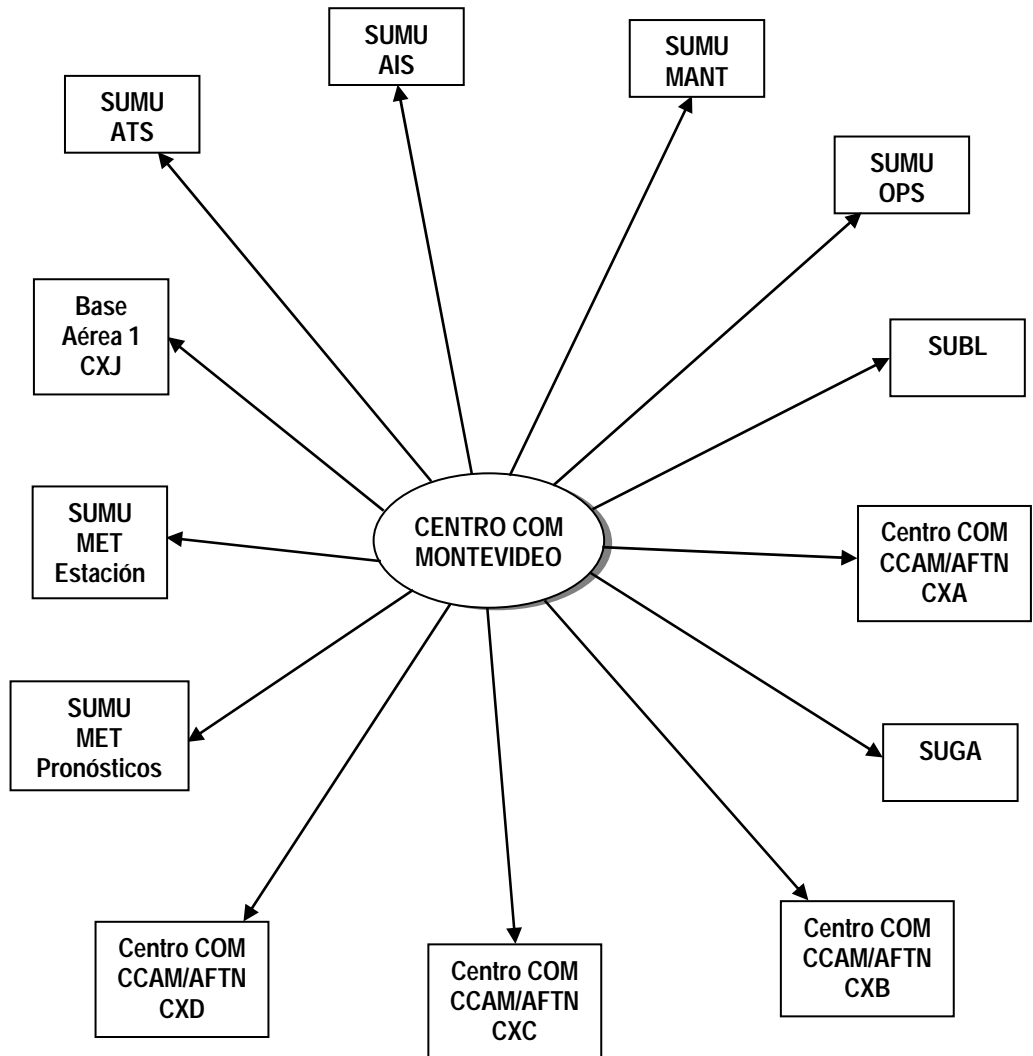 SUMU
AIS
SUMU
MANT
SUMU
ATS
SUMU
OPS
Base
Aérea 1
CXJ
SUBL
SUMU
MET
Estación
CENTRO COM
MONTEVIDEO
Centro COM
CCAM/AFTN
CXA
SUMU
MET
Pronósticos
SUGA
Centro COM
CCAM/AFTN
CXD
Centro COM
CCAM/AFTN
CXC
Centro COM
CCAM/AFTN
CXB